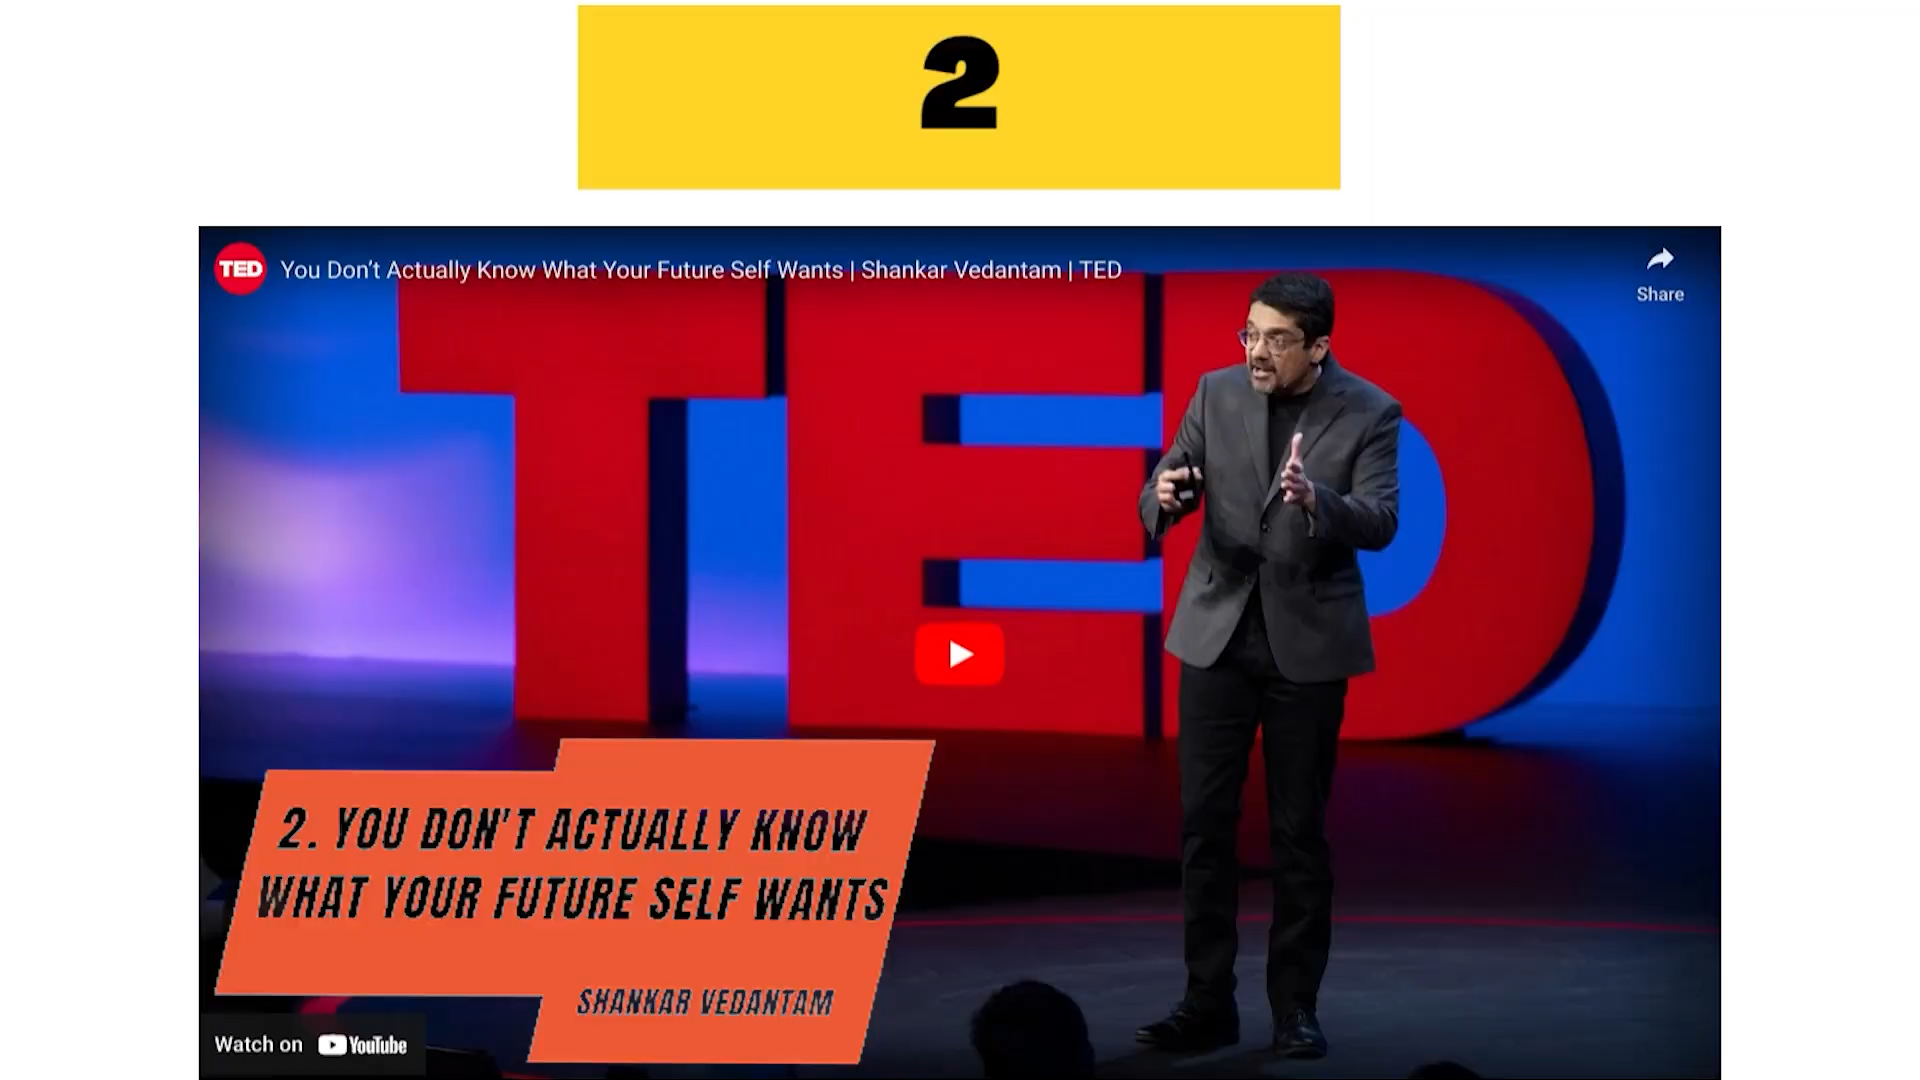 2
TED
You Don’t Actually Know What Your Future Self Wants | Shankar Vedantam | TED
Share
TED
2. YOU DON'T ACTUALLY KNOW
WHAT YOUR FUTURE SELF WANTS
SHANKAR VEDANTAM
Watch on YouTube